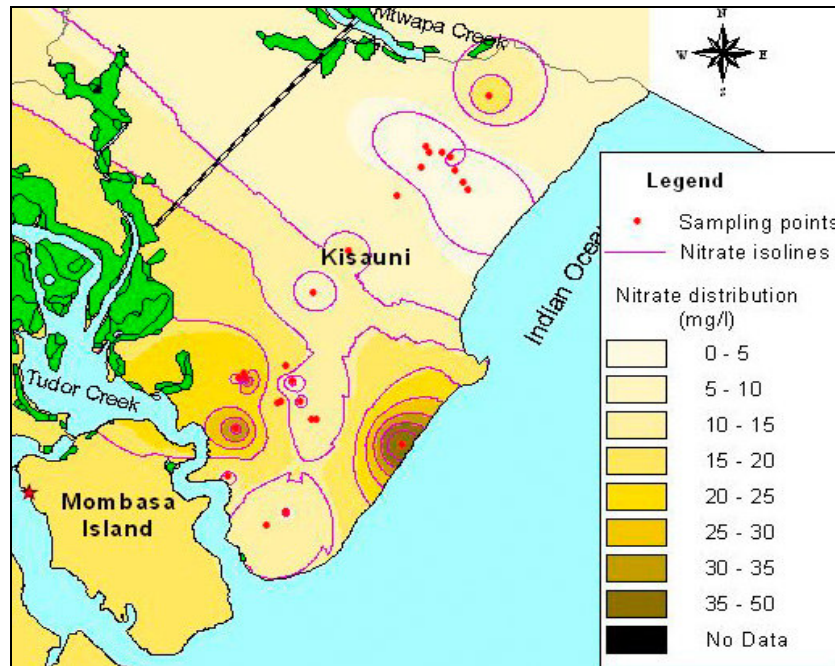 Mtwapa Creek
N
W E
S
Legend
Sampling points
Nitrate isolines
Nitrate distribution
(mg/l)
0 - 5
5 - 10
10 - 15
15 - 20
20 - 25
25 - 30
30 - 35
35 - 50
No Data
Kisauni
Indian Ocean
Tudor Creek
Mombasa
Island